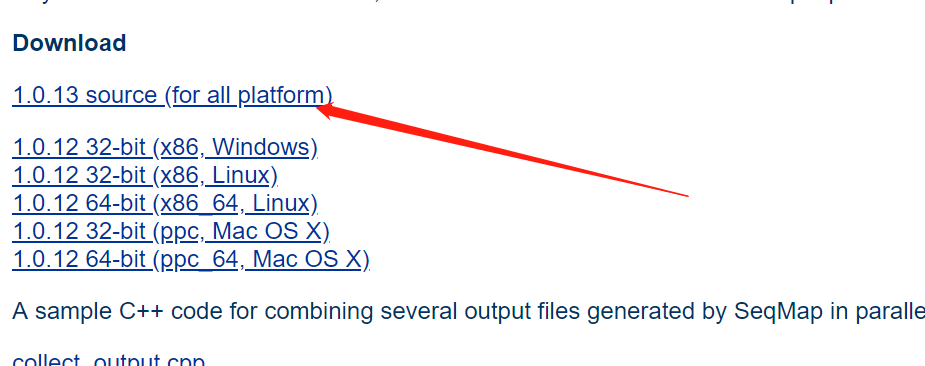 Download
1.0.13 source (for all platform)
1.0.12 32-bit (x86, Windows)
1.0.12 32-bit (x86, Linux)
1.0.12 64-bit (x86_64, Linux)
1.0.12 32-bit (ppc, Mac OS X)
1.0.12 64-bit (ppc_64, Mac OS X)
A sample C++ code for combining several output files generated by SeqMap in paralle
collect_output.cpp